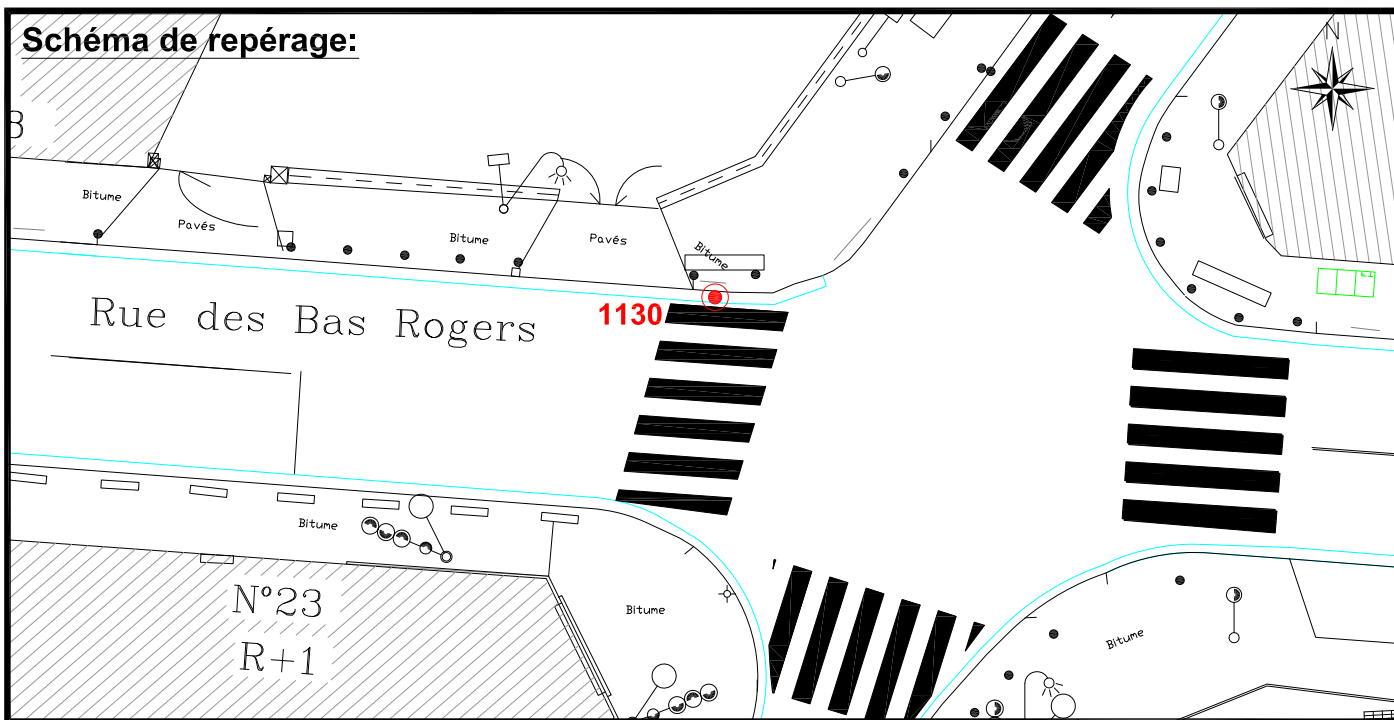 Schéma de repérage:
N
Bitume
Pavés
Bitume
Pavés
Bitume
1130
Rue des Bas Rogers
Bitume
N°23
R+1
Bitume
Bitume